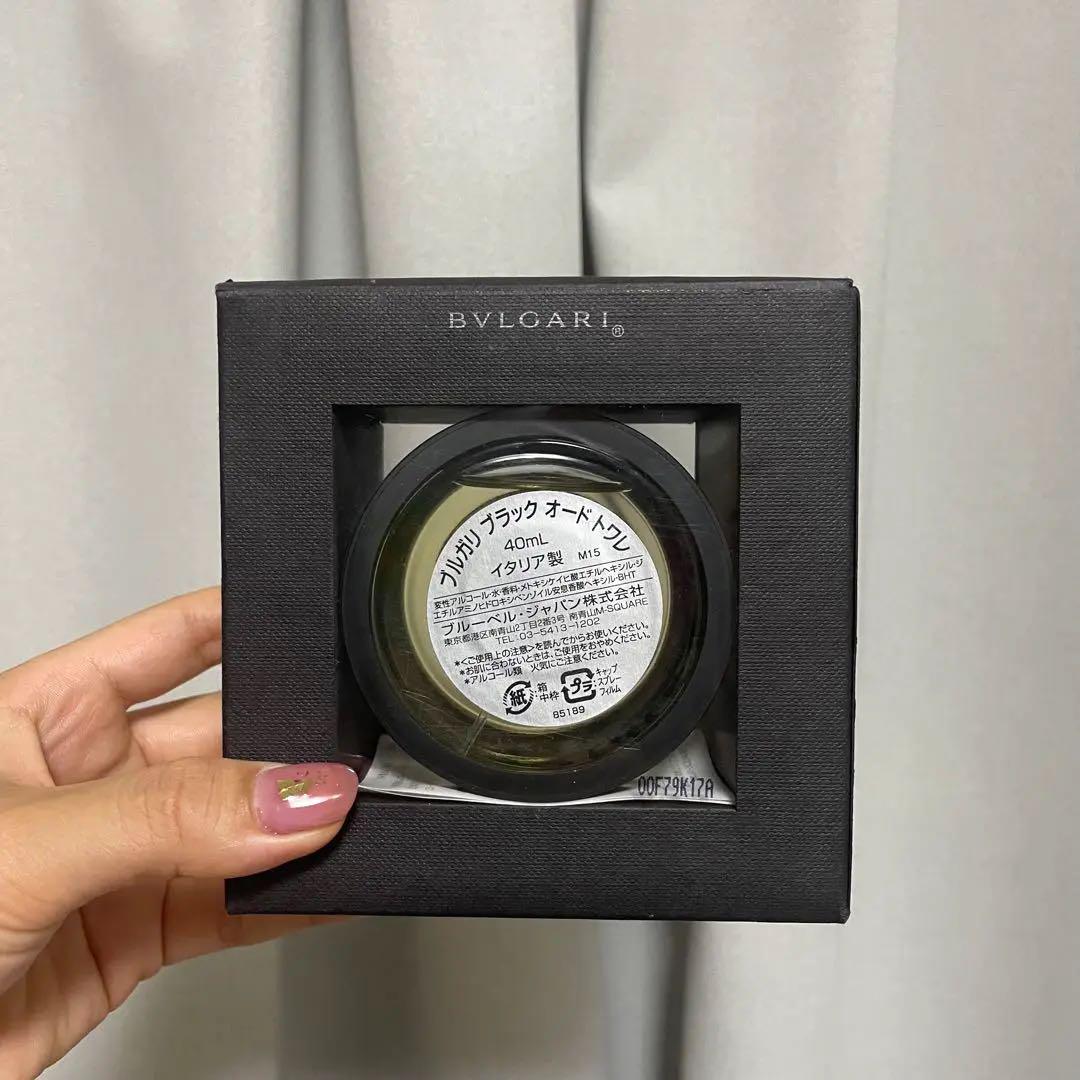 BVLGARI®
ブルガリ ブラック オード トワレ
40mL
イタリア製 M15
変性アルコール・水・香料・メトキシケイヒ酸エチルヘキシル・ジ
エチルアミノヒドロキシベンゾイル安息香酸ヘキシル・BHT
ブルーベル・ジャパン株式会社
東京都港区南青山2丁目2番3号 南青山M-SQUARE
TEL:03-5413-1202
*<ご使用上の注意>を読んでからお使いください。
*お肌に合わないときは、ご使用をおやめください。
*アルコール類 火気にご注意ください。
紙 : 箱 中枠 プラ キャップ スプレー フィルム
85189
00F79K17A